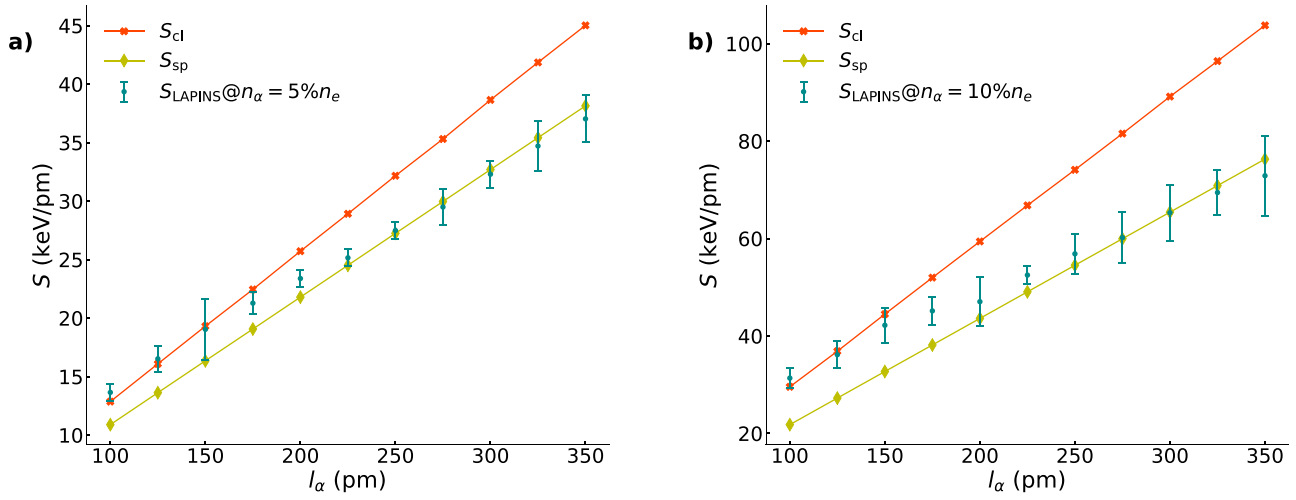 a)
S_cl
S_sp
S_LAPINS@n_α = 5%n_e
45
40
35
30
25
20
15
10
S (keV/pm)
100 150 200 250 300 350
l_α (pm)
b)
S_cl
S_sp
S_LAPINS@n_α = 10%n_e
100
80
60
40
20
S (keV/pm)
100 150 200 250 300 350
l_α (pm)